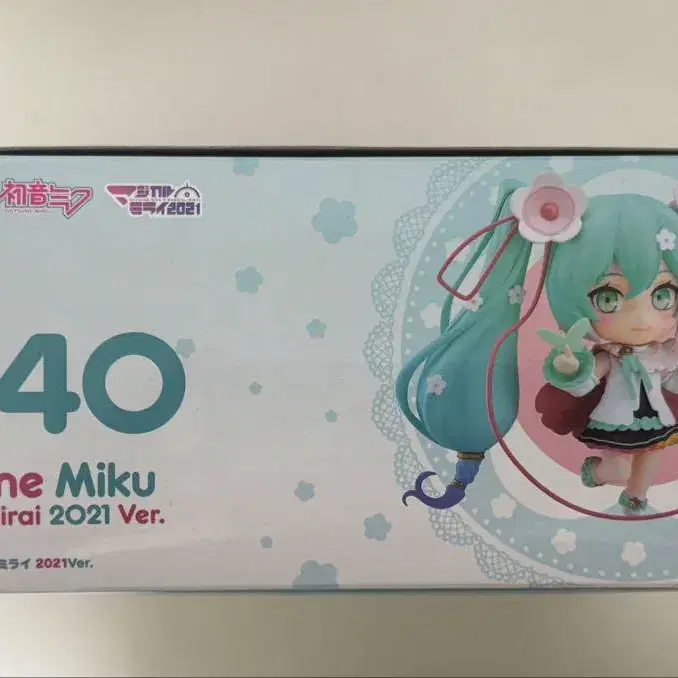 初音ミク
マジカル
ミライ2021
40
ne Miku
irai 2021 Ver.
ミライ 2021Ver.